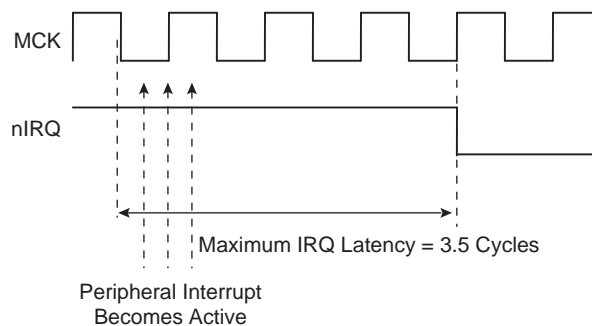 MCK
nIRQ
Maximum IRQ Latency = 3.5 Cycles
Peripheral Interrupt
Becomes Active